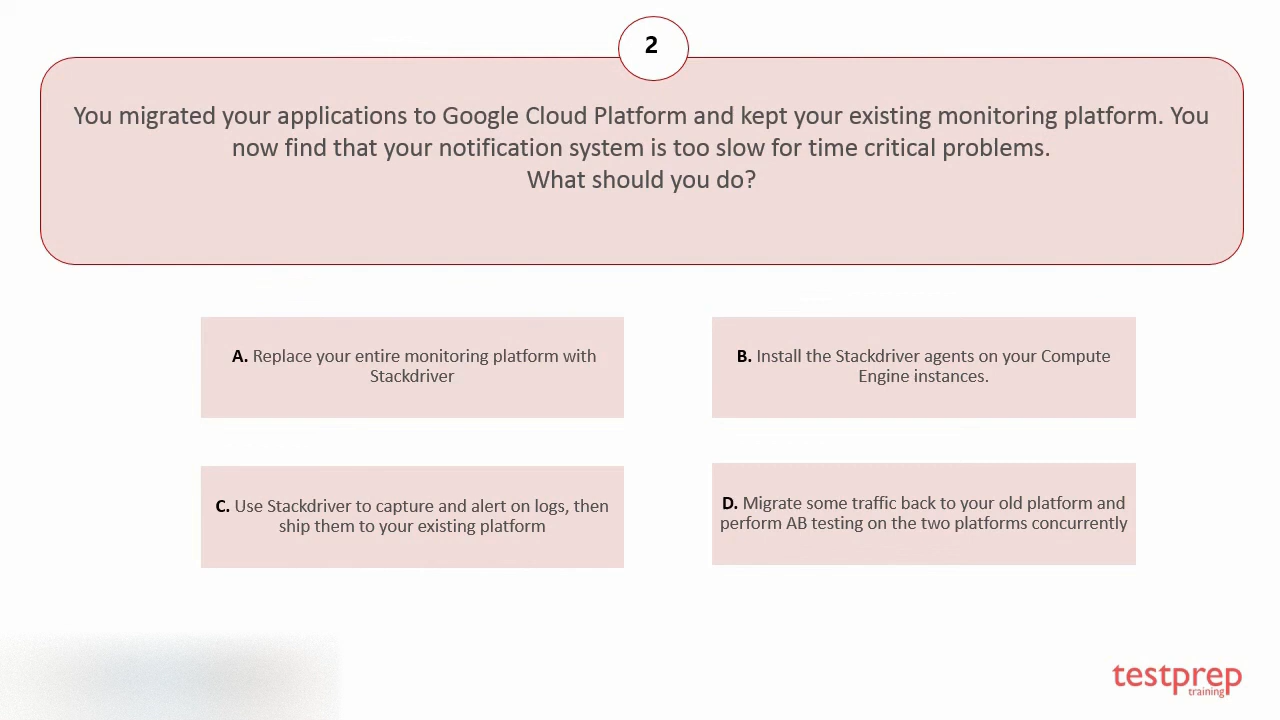 2
You migrated your applications to Google Cloud Platform and kept your existing monitoring platform. You
now find that your notification system is too slow for time critical problems.
What should you do?
A. Replace your entire monitoring platform with
Stackdriver
B. Install the Stackdriver agents on your Compute
Engine instances.
C. Use Stackdriver to capture and alert on logs, then
ship them to your existing platform
D. Migrate some traffic back to your old platform and
perform AB testing on the two platforms concurrently
testprep
training